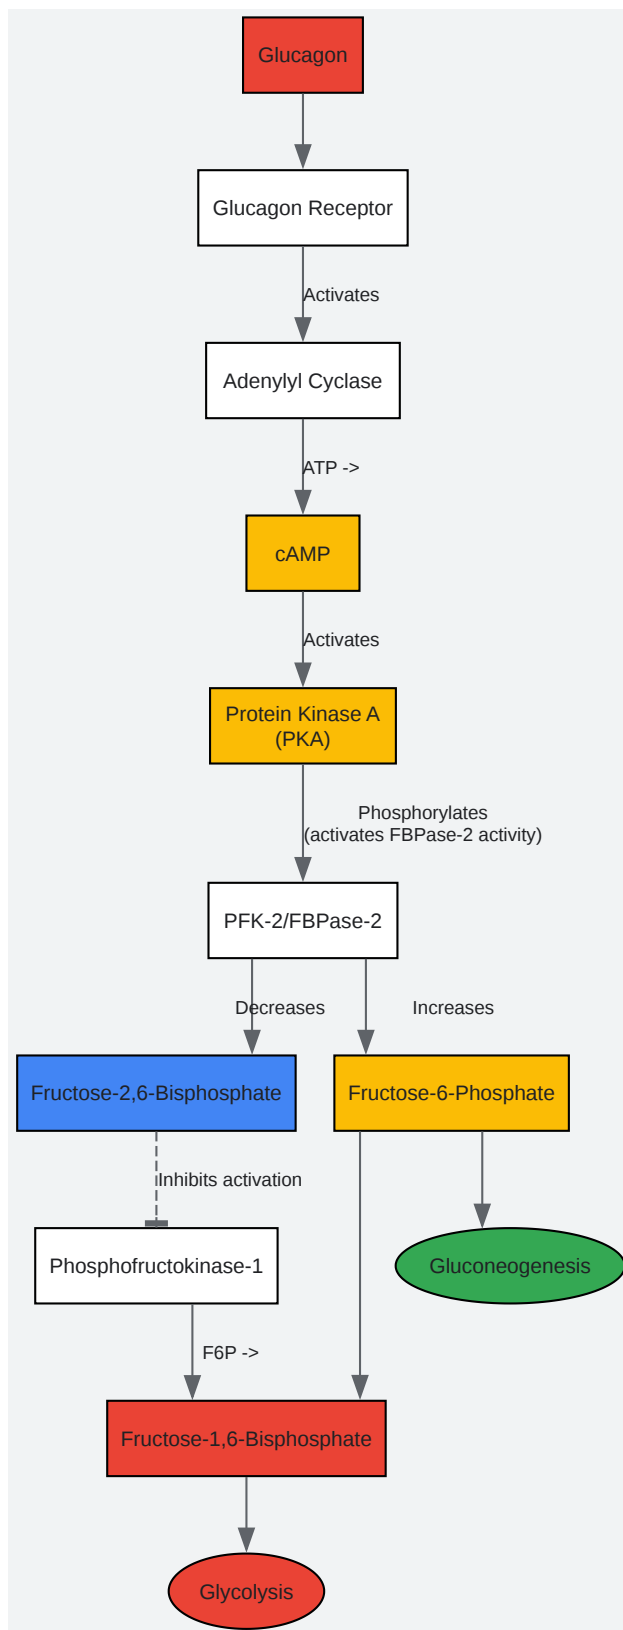 Glucagon
Glucagon Receptor
Activates
Adenylyl Cyclase
ATP ->
cAMP
Activates
Protein Kinase A
(PKA)
Phosphorylates
(activates FBPase-2 activity)
PFK-2/FBPase-2
Decreases
Increases
Fructose-2,6-Bisphosphate
Fructose-6-Phosphate
Inhibits activation
Phosphofructokinase-1
Gluconeogenesis
F6P ->
Fructose-1,6-Bisphosphate
Glycolysis